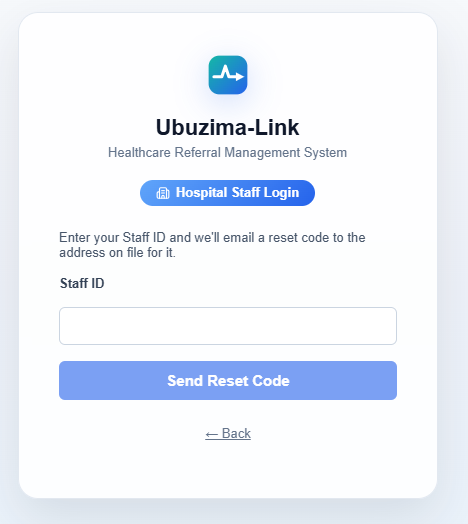 Ubuzima-Link
Healthcare Referral Management System
Hospital Staff Login
Enter your Staff ID and we'll email a reset code to the
address on file for it.
Staff ID
Send Reset Code
← Back